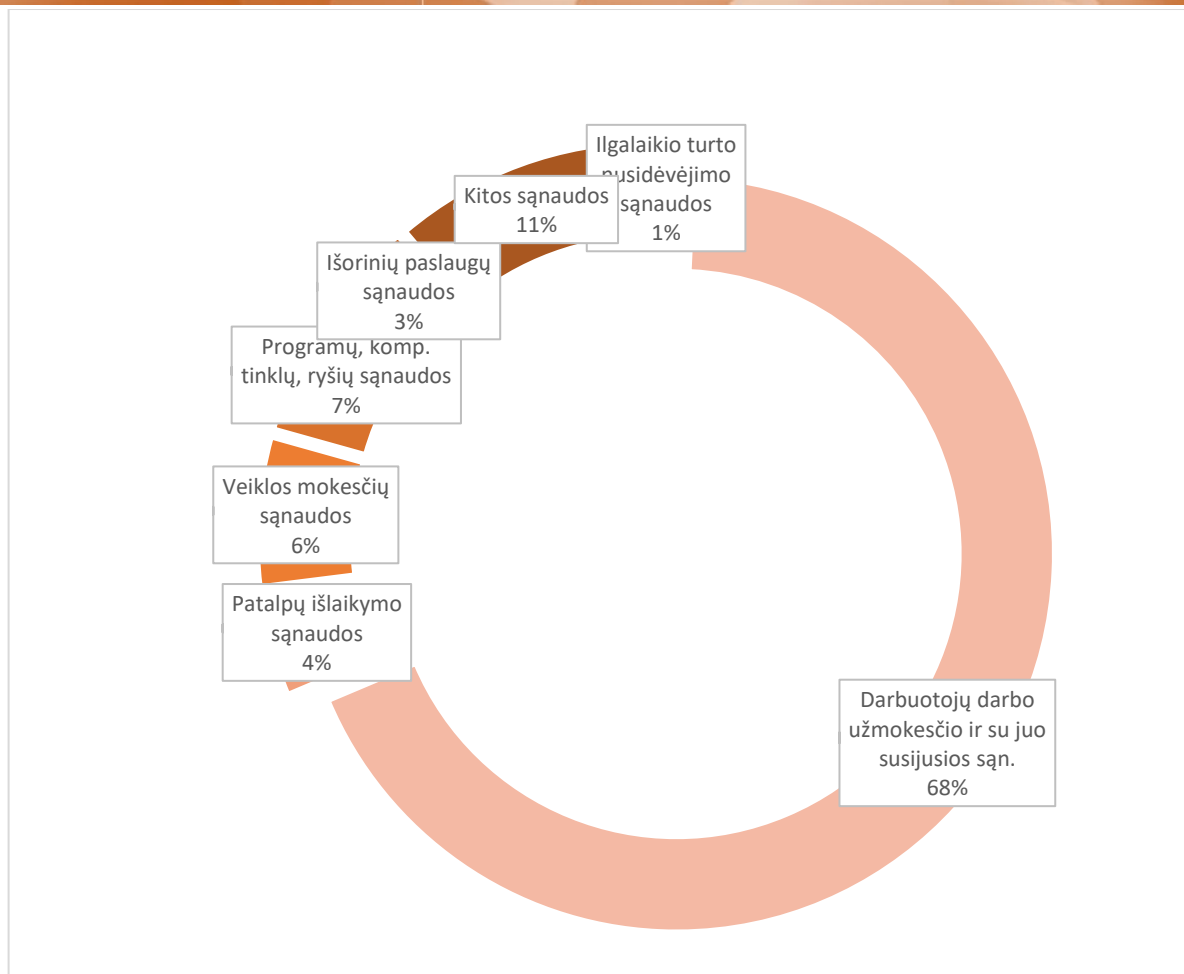 Ilgalaikio turto
nusidėvėjimo
sąnaudos
1%
Kitos sąnaudos
11%
Išorinių paslaugų
sąnaudos
3%
Programų, komp.
tinklų, ryšių sąnaudos
7%
Veiklos mokesčių
sąnaudos
6%
Patalpų išlaikymo
sąnaudos
4%
Darbuotojų darbo
užmokesčio ir su juo
susijusios sąn.
68%